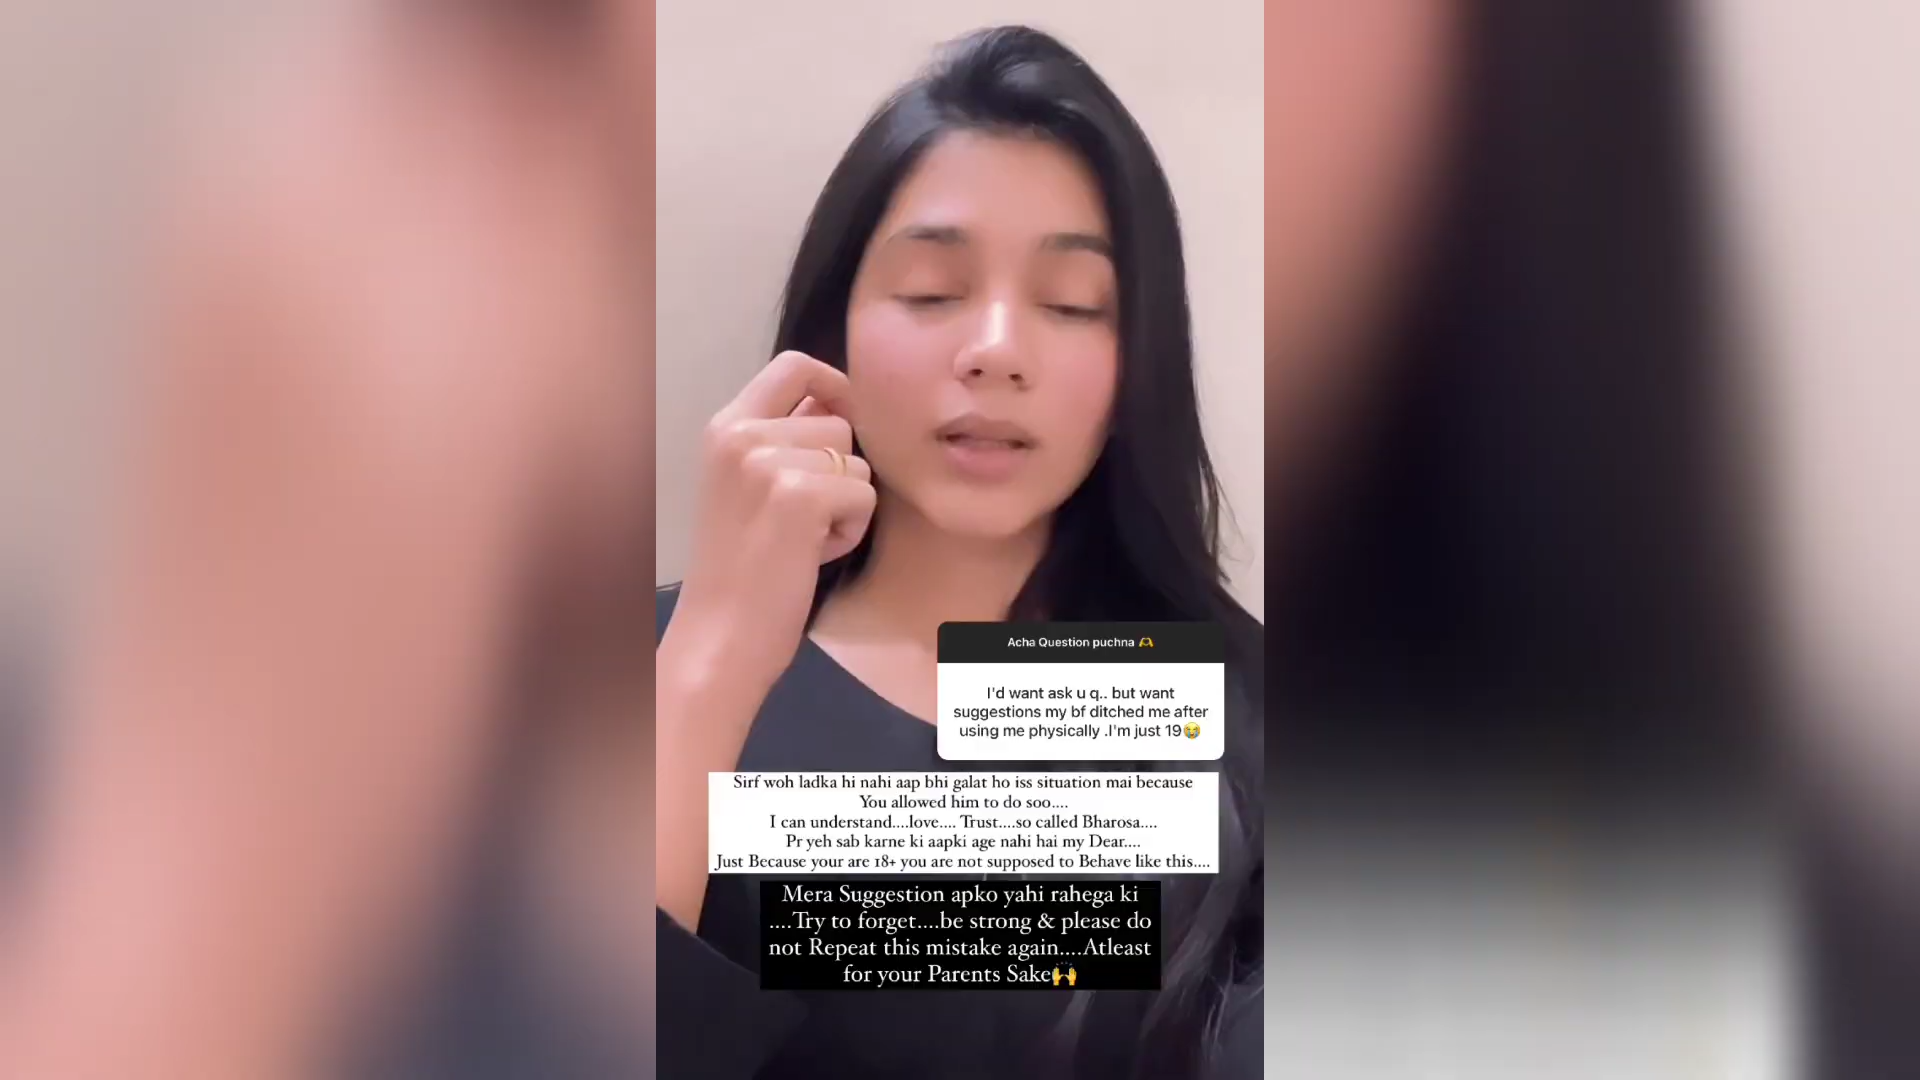 Acha Question puchna 🫶
I'd want ask u q.. but want
suggestions my bf ditched me after
using me physically .I'm just 19😭
Sirf woh ladka hi nahi aap bhi galat ho iss situation mai because
You allowed him to do soo....
I can understand....love.... Trust....so called Bharosa....
Pr yeh sab karne ki aapki age nahi hai my Dear....
Just Because your are 18+ you are not supposed to Behave like this....
Mera Suggestion apko yahi rahega ki
....Try to forget....be strong & please do
not Repeat this mistake again....Atleast
for your Parents Sake🙌